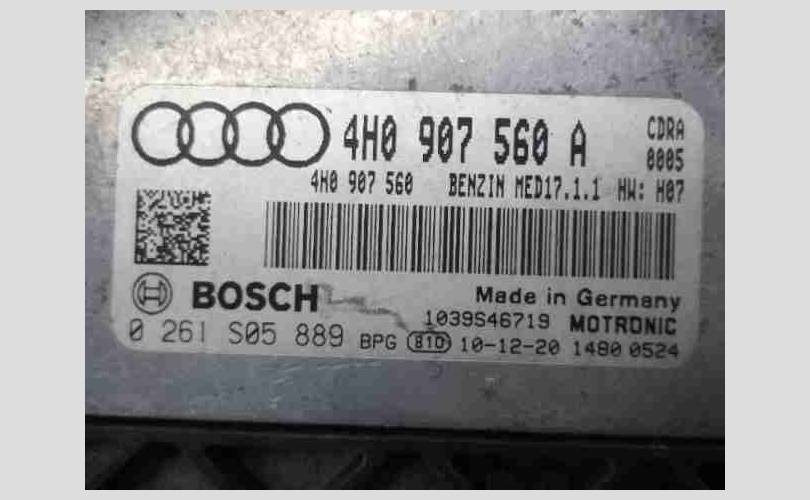 4H0 907 560 A CDRA
0005
4H0 907 560 BENZIN MED17.1.1 HW: H07
BOSCH Made in Germany
1039S46719 MOTRONIC
0 261 S05 889 BPG 810 10-12-20 1480 0524